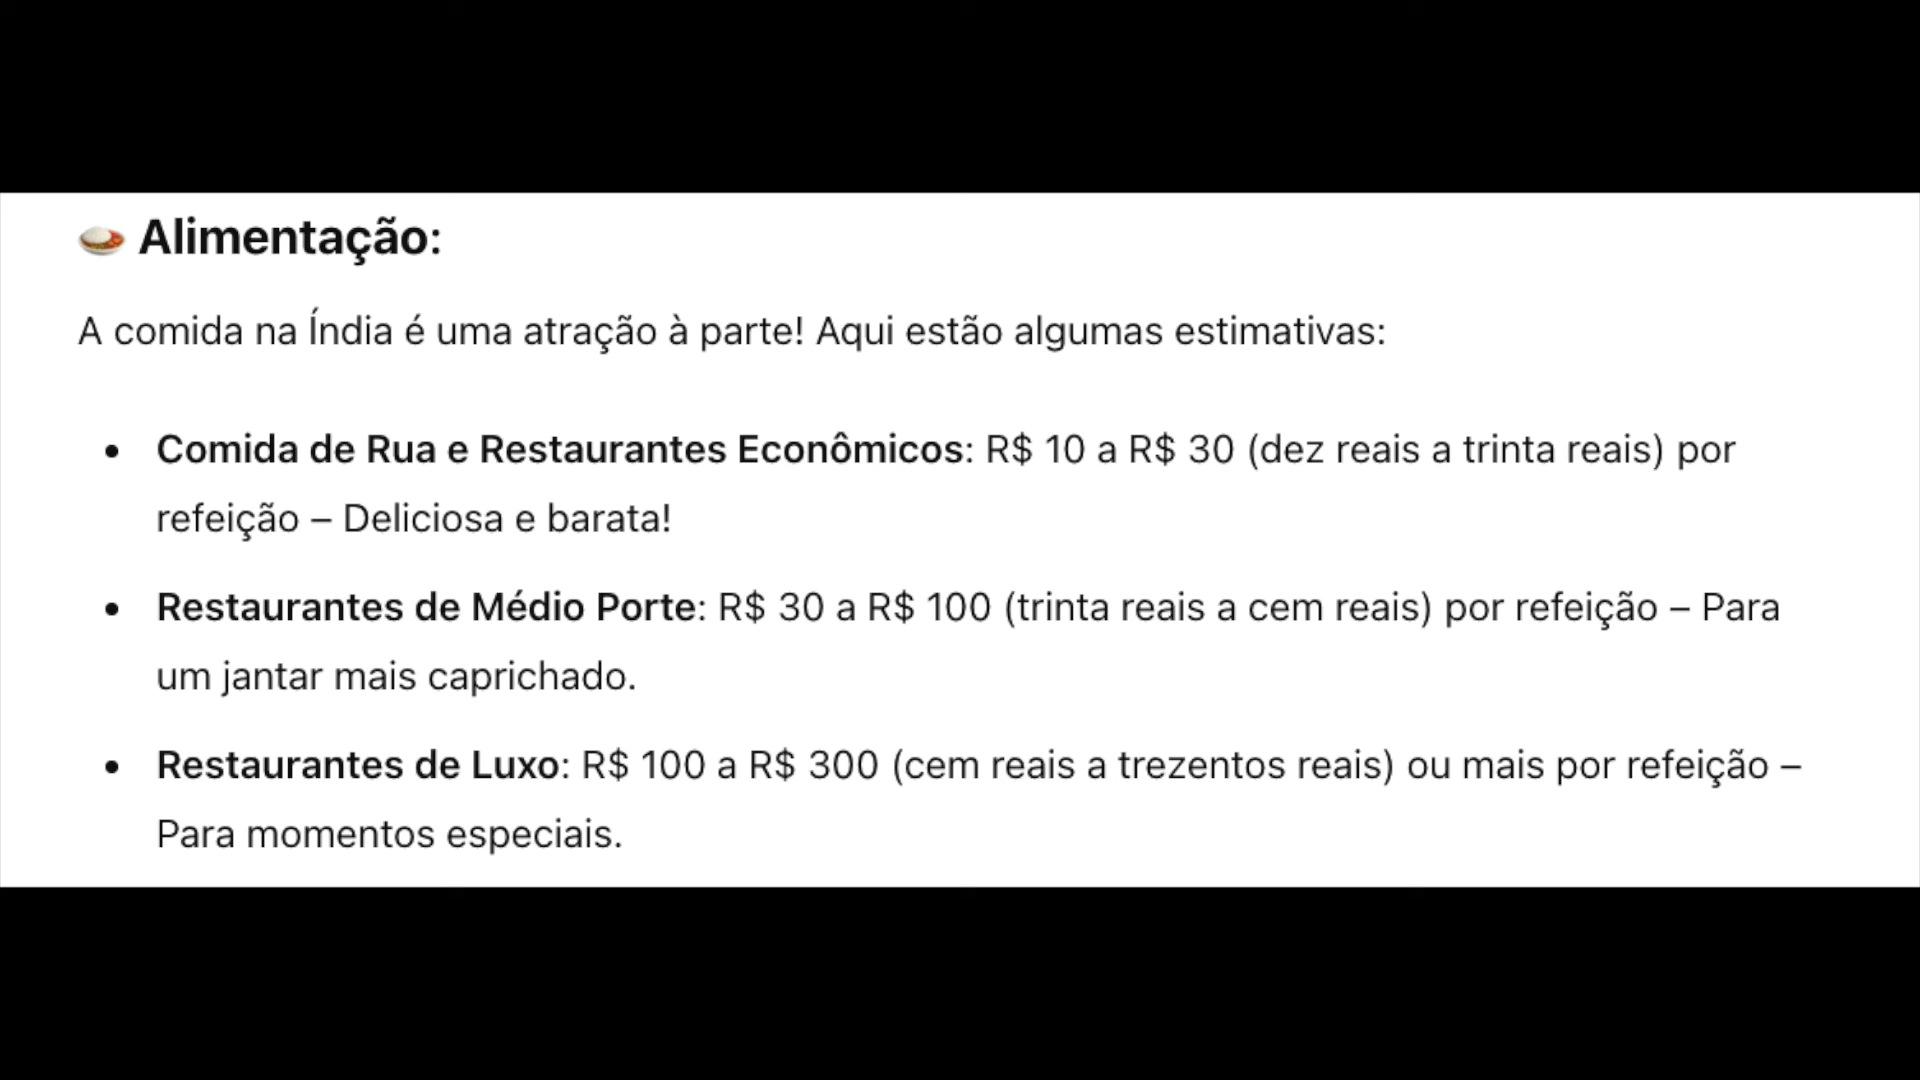 🍛 Alimentação:
A comida na Índia é uma atração à parte! Aqui estão algumas estimativas:
• Comida de Rua e Restaurantes Econômicos: R$ 10 a R$ 30 (dez reais a trinta reais) por
refeição – Deliciosa e barata!
• Restaurantes de Médio Porte: R$ 30 a R$ 100 (trinta reais a cem reais) por refeição – Para
um jantar mais caprichado.
• Restaurantes de Luxo: R$ 100 a R$ 300 (cem reais a trezentos reais) ou mais por refeição –
Para momentos especiais.